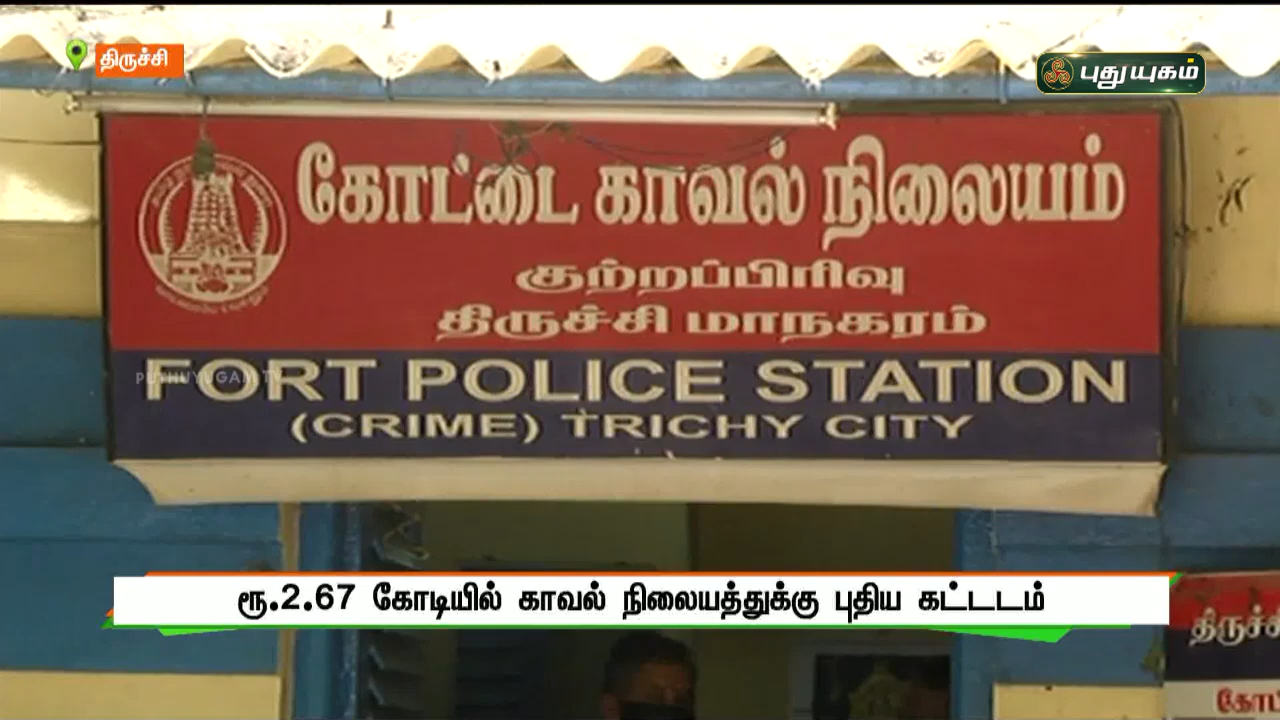 திருச்சி
புதுயுகம்
கோட்டை காவல் நிலையம்
குற்றப்பிரிவு
திருச்சி மாநகரம்
PUTHUYUGAM TV
FORT POLICE STATION
(CRIME) TRICHY CITY
ரூ.2.67 கோடியில் காவல் நிலையத்துக்கு புதிய கட்டடம்